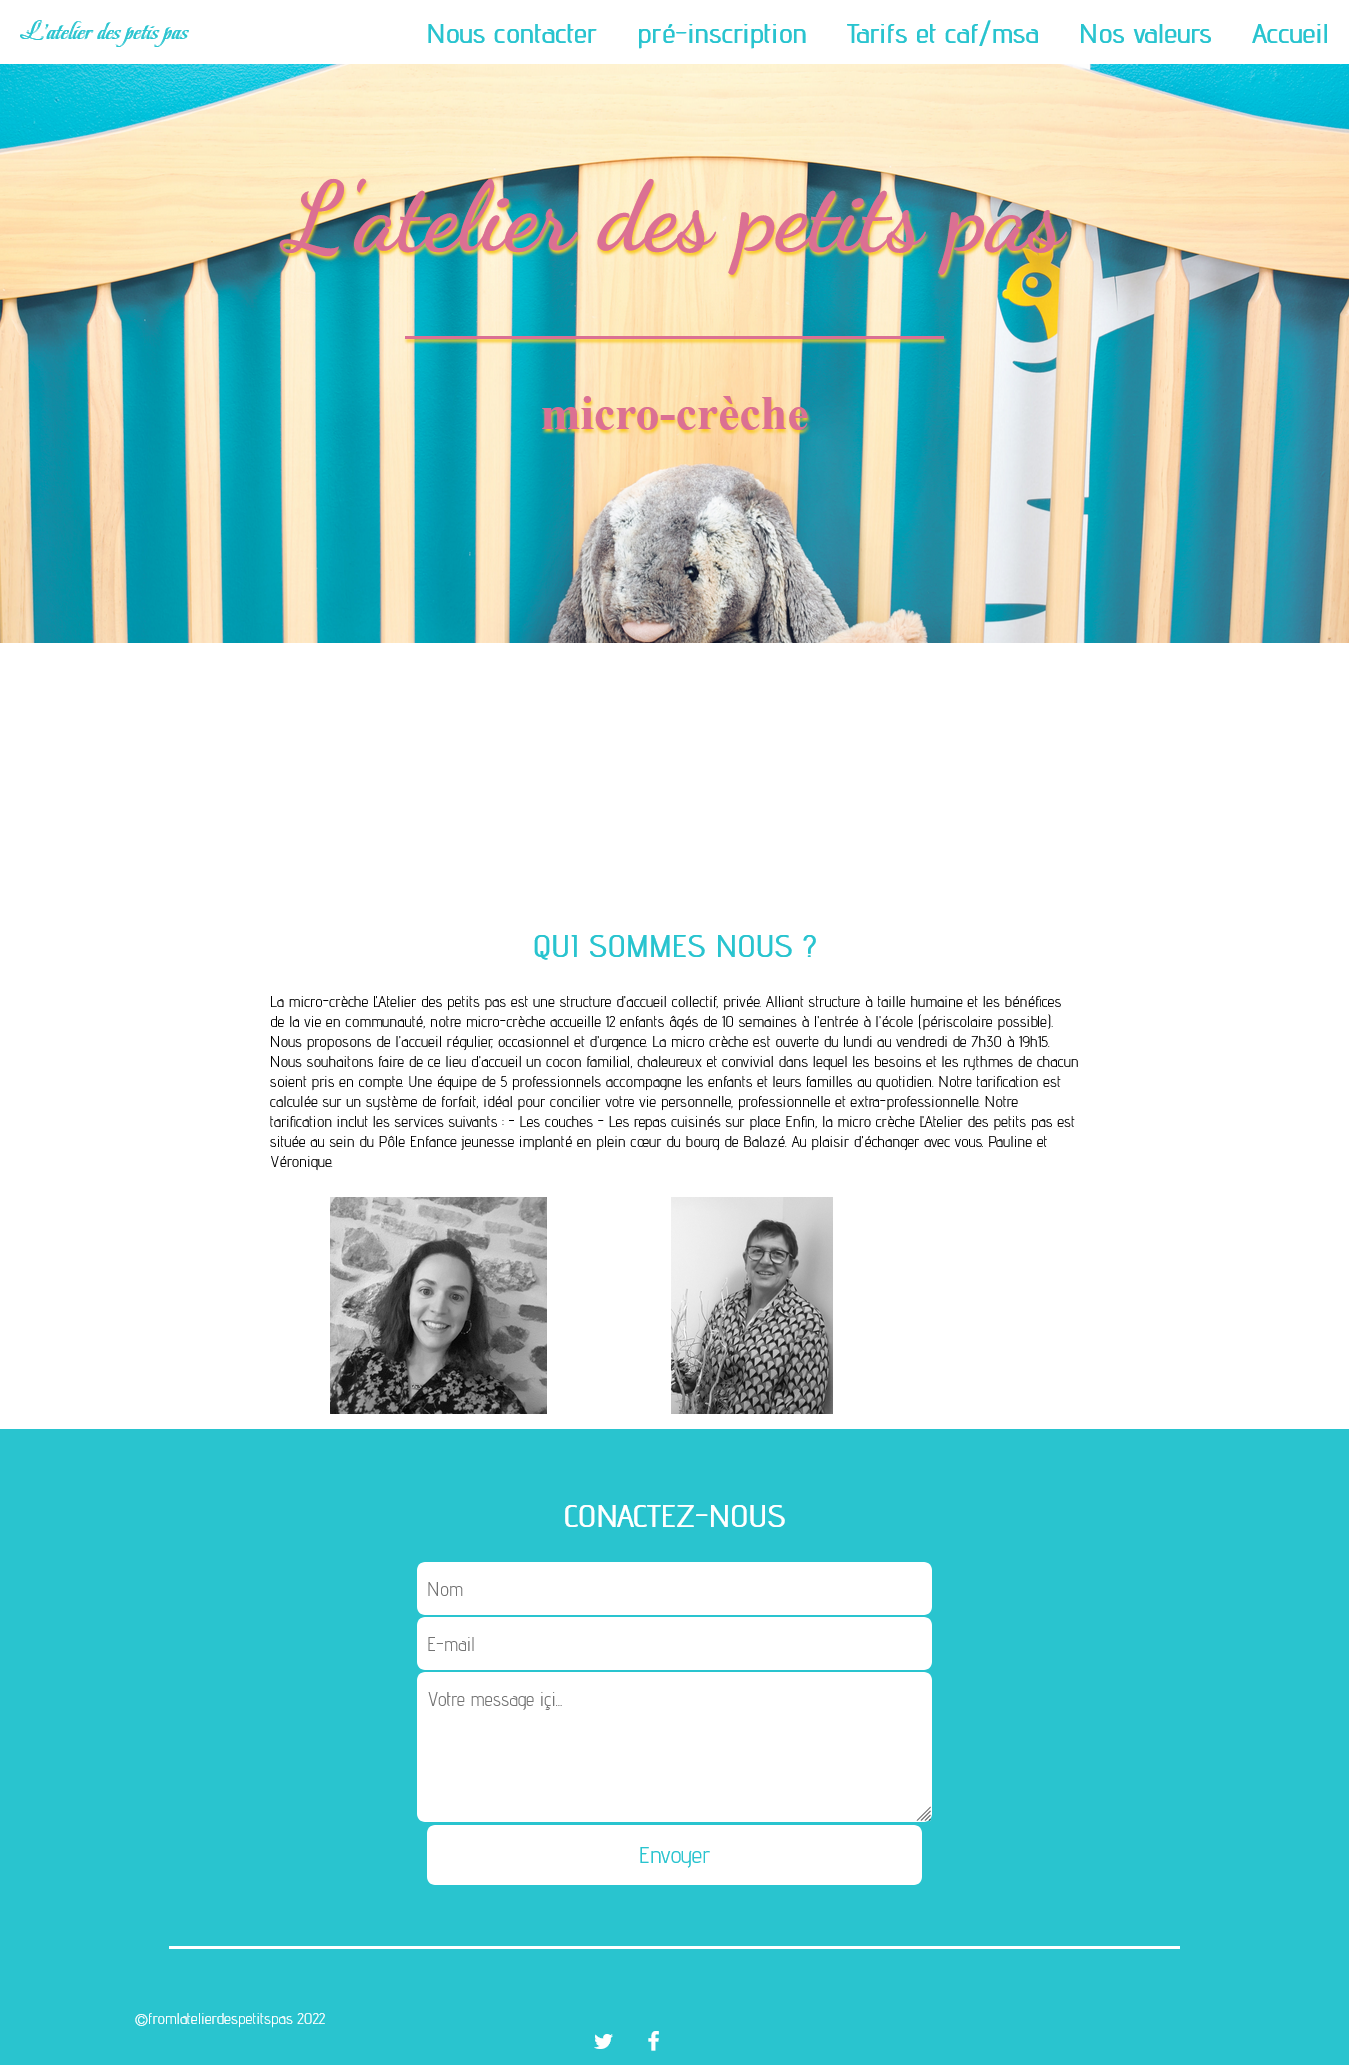 L'atelier des petis pas
Nous contacter pré-inscription Tarifs et caf/msa Nos valeurs Accueil
L'atelier des petits pas
micro-crèche
QUI SOMMES NOUS ?
La micro-crèche L'Atelier des petits pas est une structure d'accueil collectif, privée. Alliant structure à taille humaine et les bénéfices
de la vie en communauté, notre micro-crèche accueille 12 enfants âgés de 10 semaines à l'entrée à l'école (périscolaire possible).
Nous proposons de l'accueil régulier, occasionnel et d'urgence. La micro crèche est ouverte du lundi au vendredi de 7h30 à 19h15.
Nous souhaitons faire de ce lieu d'accueil un cocon familial, chaleureux et convivial dans lequel les besoins et les rythmes de chacun
soient pris en compte. Une équipe de 5 professionnels accompagne les enfants et leurs familles au quotidien. Notre tarification est
calculée sur un système de forfait, idéal pour concilier votre vie personnelle, professionnelle et extra-professionnelle. Notre
tarification inclut les services suivants : - Les couches - Les repas cuisinés sur place Enfin, la micro crèche L'Atelier des petits pas est
située au sein du Pôle Enfance jeunesse implanté en plein cœur du bourg de Balazé. Au plaisir d'échanger avec vous. Pauline et
Véronique.
CONACTEZ-NOUS
Nom
E-mail
Votre message içi...
Envoyer
©fromlatelierdespetitspas 2022